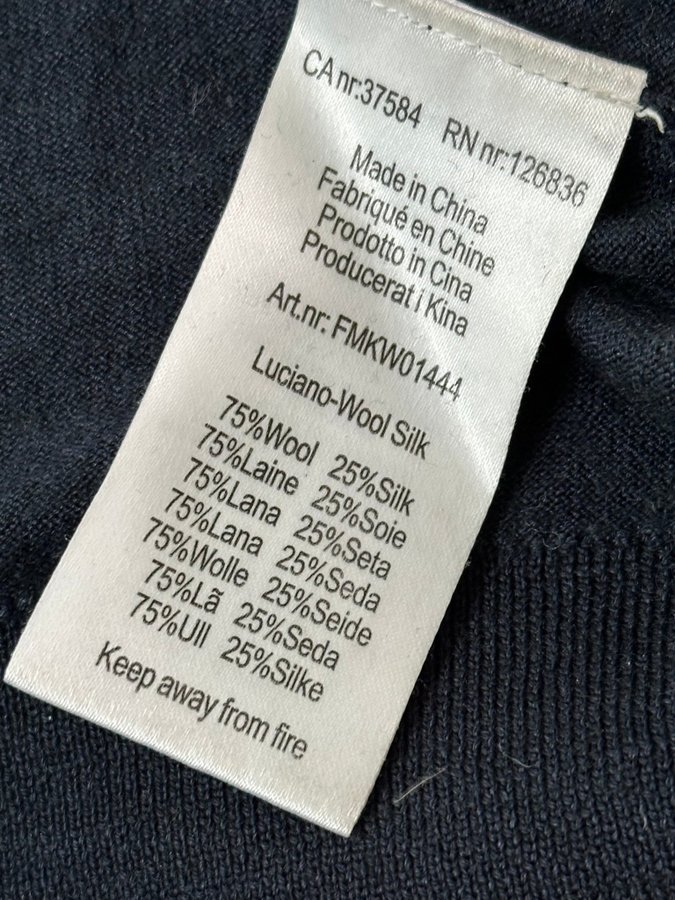 CA nr:37584 RN nr:126836
Made in China
Fabriqué en Chine
Prodotto in Cina
Producerat i Kina
Art.nr: FMKW01444
Luciano-Wool Silk
75%Wool 25%Silk
75%Laine 25%Soie
75%Lana 25%Seta
75%Lana 25%Seda
75%Wolle 25%Seide
75%Lã 25%Seda
75%Ull 25%Silke
Keep away from fire